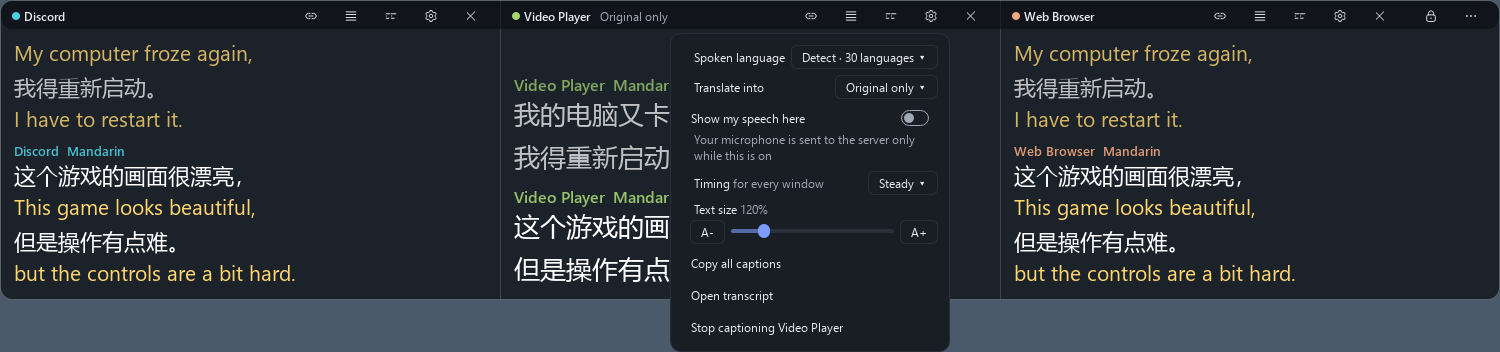 Discord
My computer froze again,
我得重新启动。
I have to restart it.
Discord Mandarin
这个游戏的画面很漂亮，
This game looks beautiful,
但是操作有点难。
but the controls are a bit hard.
Video Player Original only
Video Player Mandarin
我的电脑又卡
我得重新启动
Video Player Mandarin
这个游戏的画
但是操作有点
Spoken language Detect · 30 languages ▾
Translate into Original only ▾
Show my speech here
Your microphone is sent to the server only
while this is on
Timing for every window Steady ▾
Text size 120%
A- A+
Copy all captions
Open transcript
Stop captioning Video Player
Web Browser
My computer froze again,
我得重新启动。
I have to restart it.
Web Browser Mandarin
这个游戏的画面很漂亮，
This game looks beautiful,
但是操作有点难。
but the controls are a bit hard.